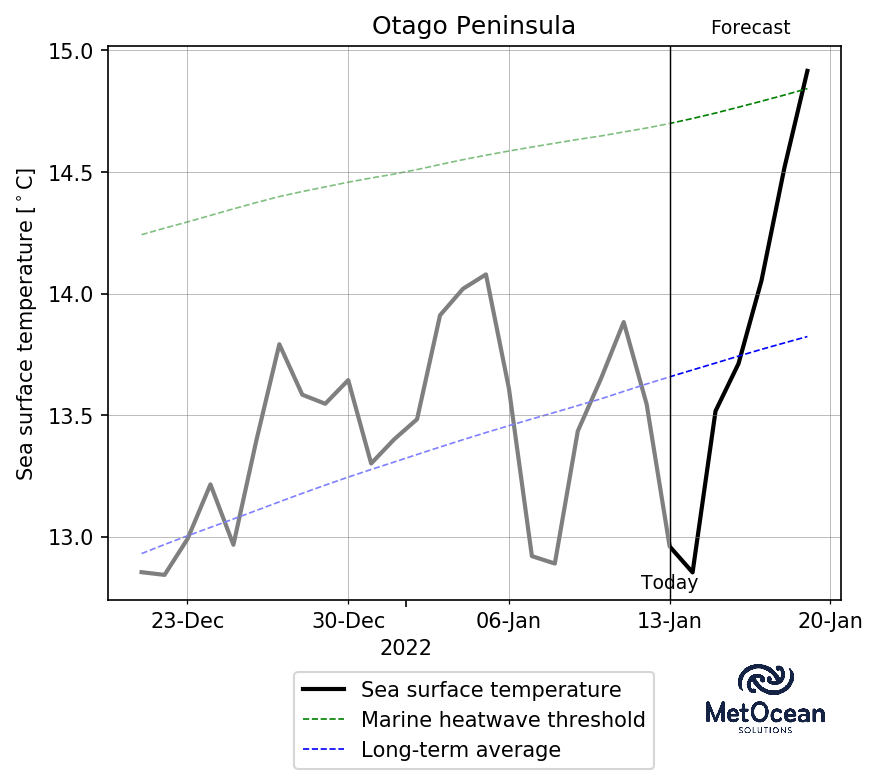 Otago Peninsula
Forecast
Sea surface temperature [°C]
15.0
14.5
14.0
13.5
13.0
Today
23-Dec
30-Dec
06-Jan
13-Jan
20-Jan
2022
Sea surface temperature
Marine heatwave threshold
Long-term average
MetOcean
SOLUTIONS